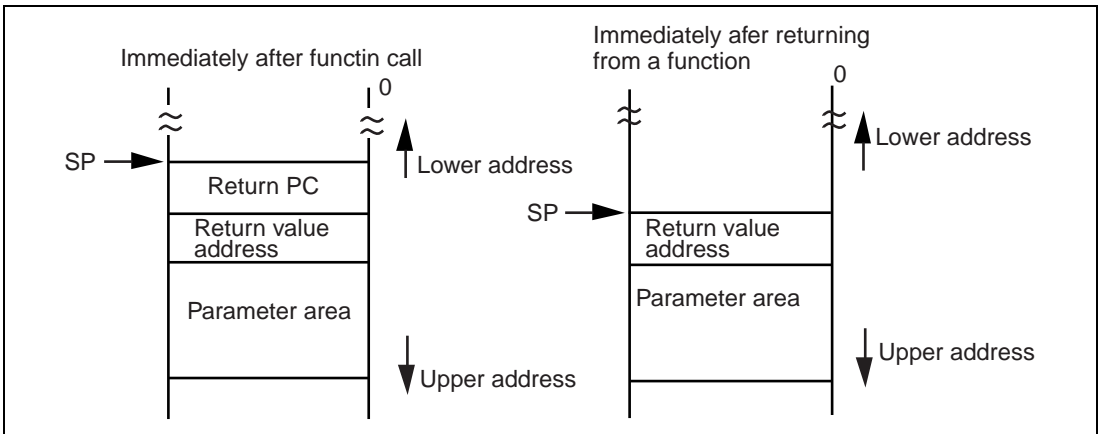 Immediately after functin call
0
SP
Return PC
Return value
address
Parameter area
Lower address
Upper address
Immediately afer returning
from a function
0
SP
Return value
address
Parameter area
Lower address
Upper address